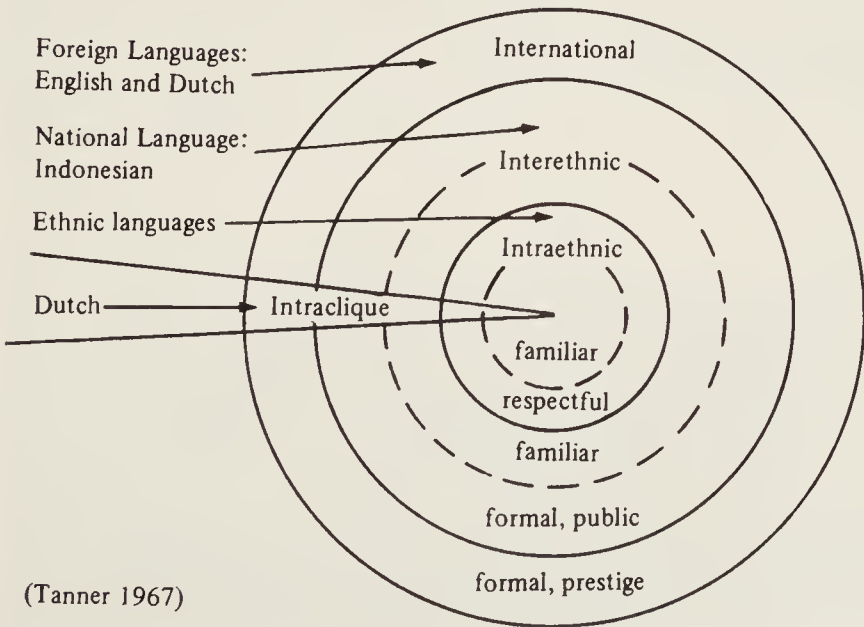 Foreign Languages:
English and Dutch
International
National Language:
Indonesian
Interethnic
Ethnic languages
Intraethnic
Dutch
Intraclique
familiar
respectful
familiar
formal, public
formal, prestige
(Tanner 1967)